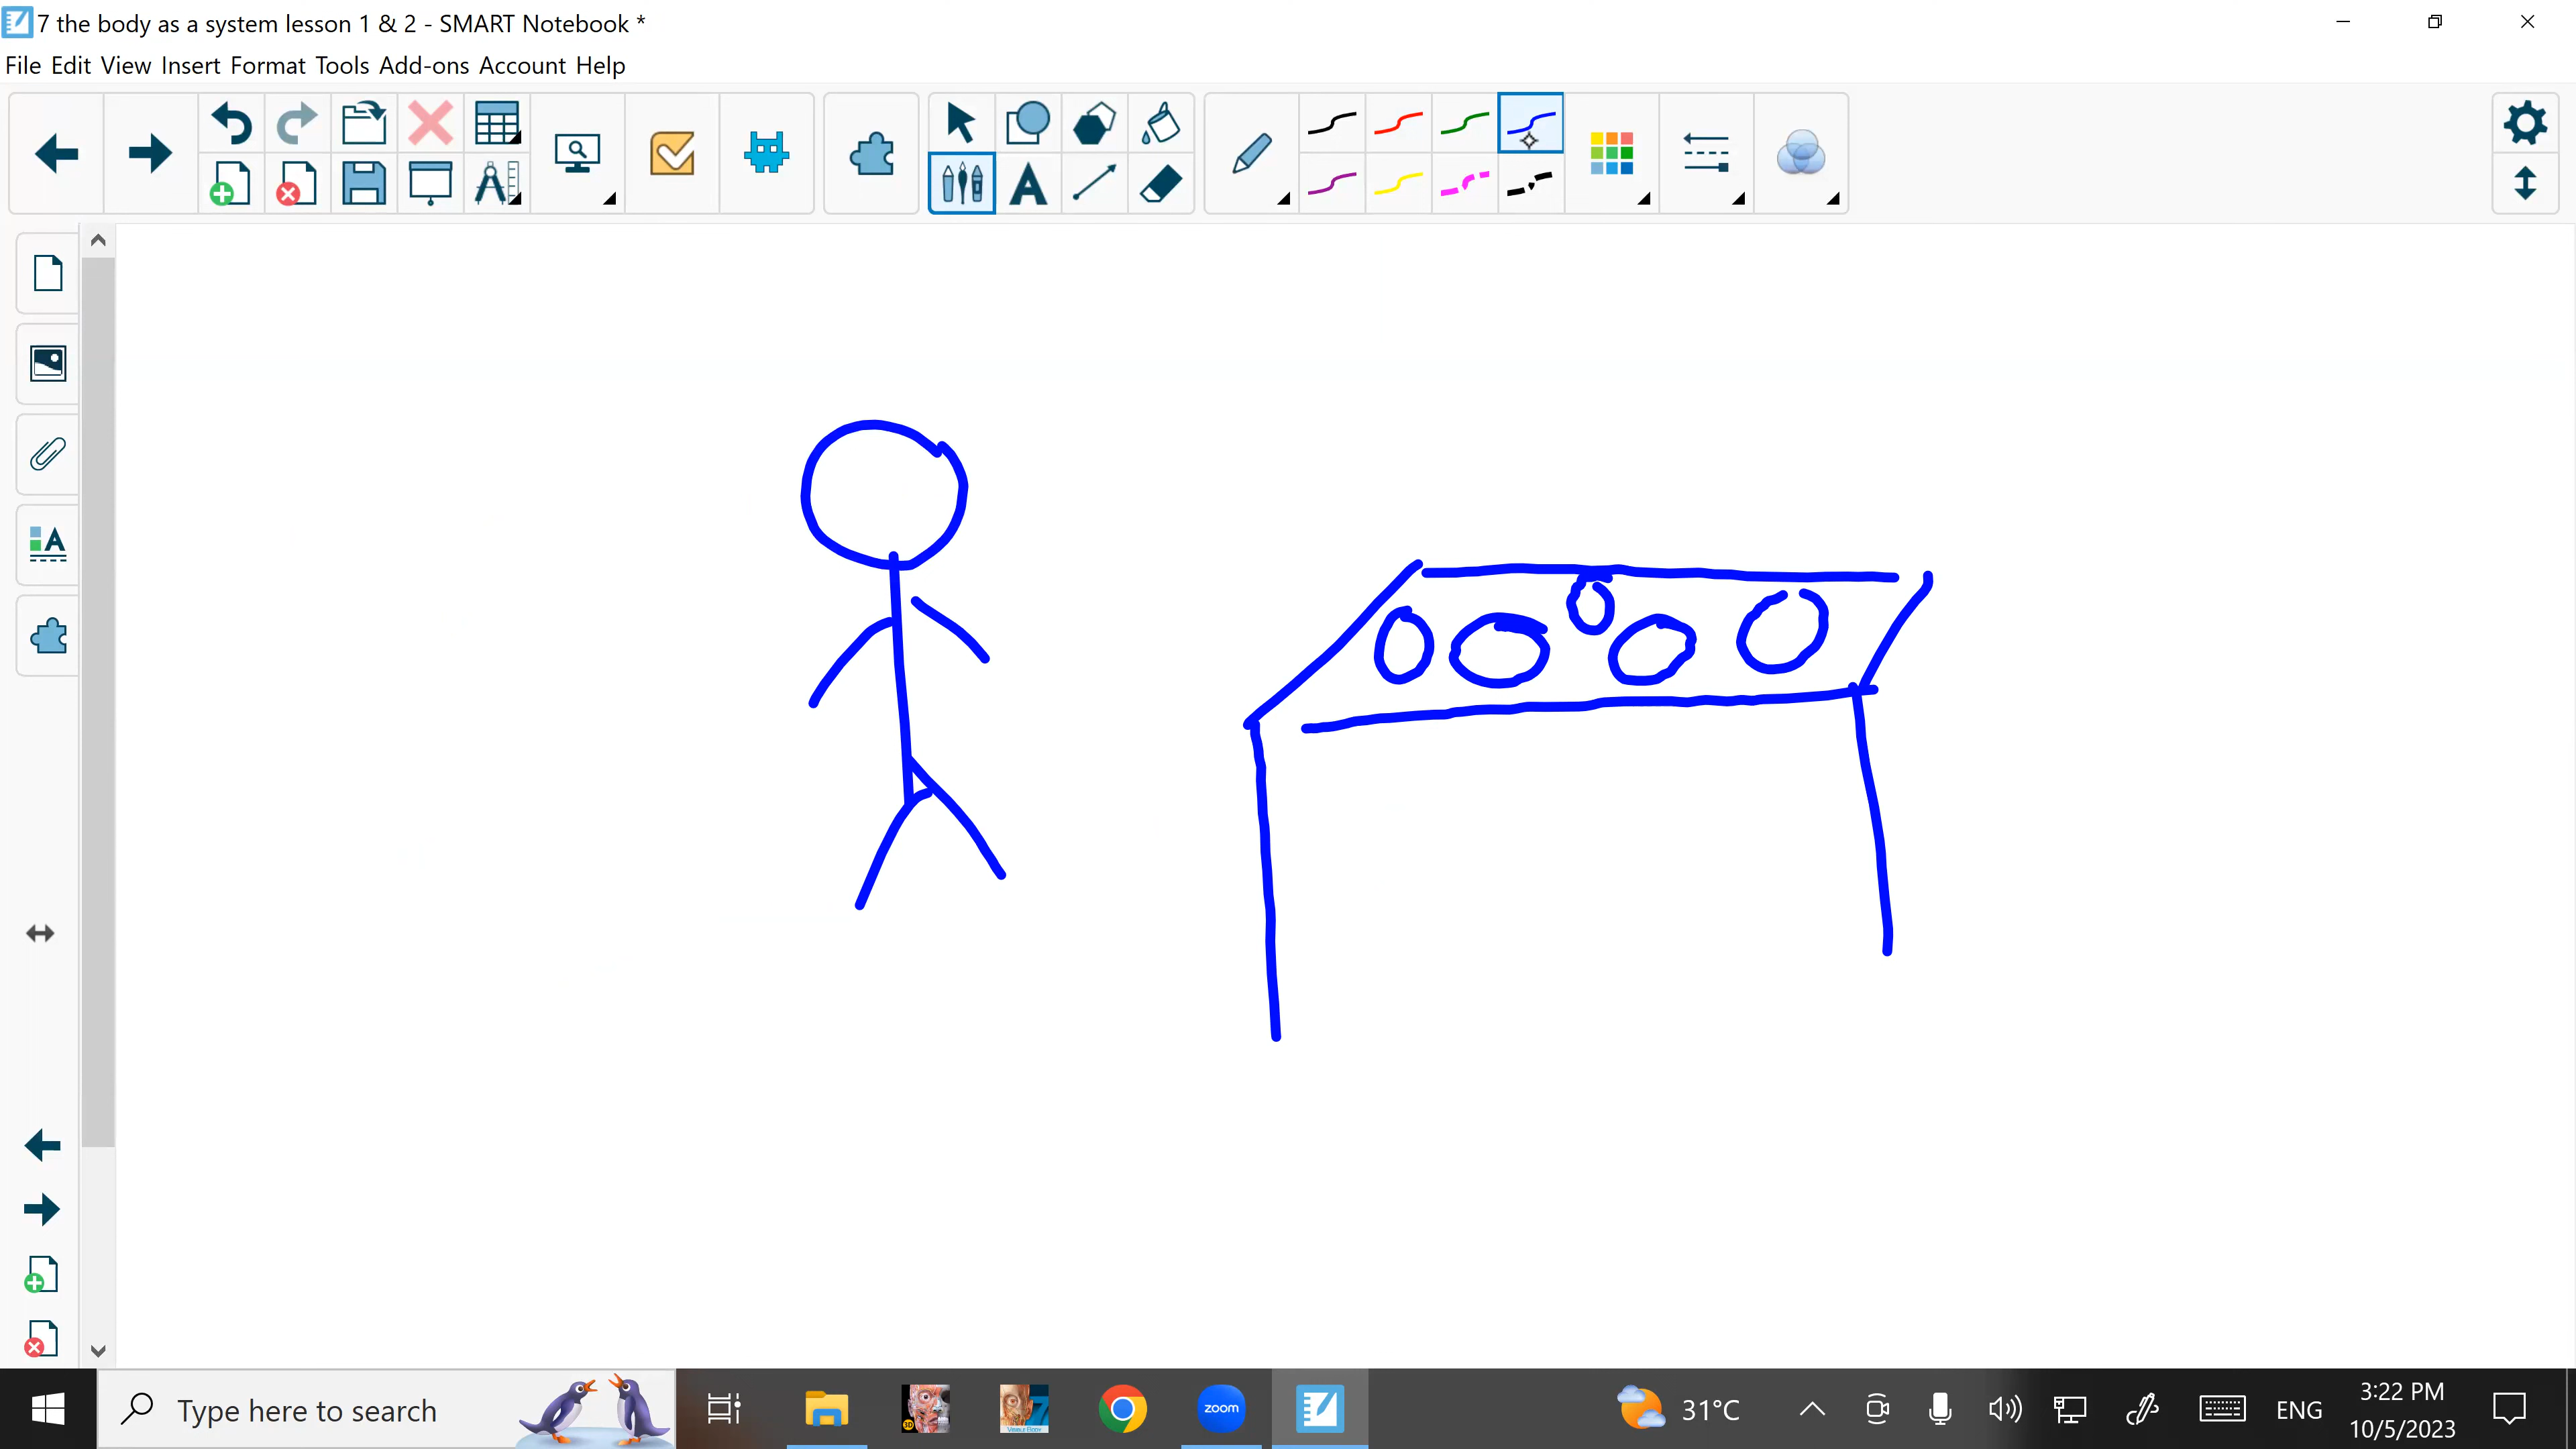 7 the body as a system lesson 1 & 2 - SMART Notebook *
File Edit View Insert Format Tools Add-ons Account Help
Type here to search
zoom
31°C
ENG
3:22 PM
10/5/2023